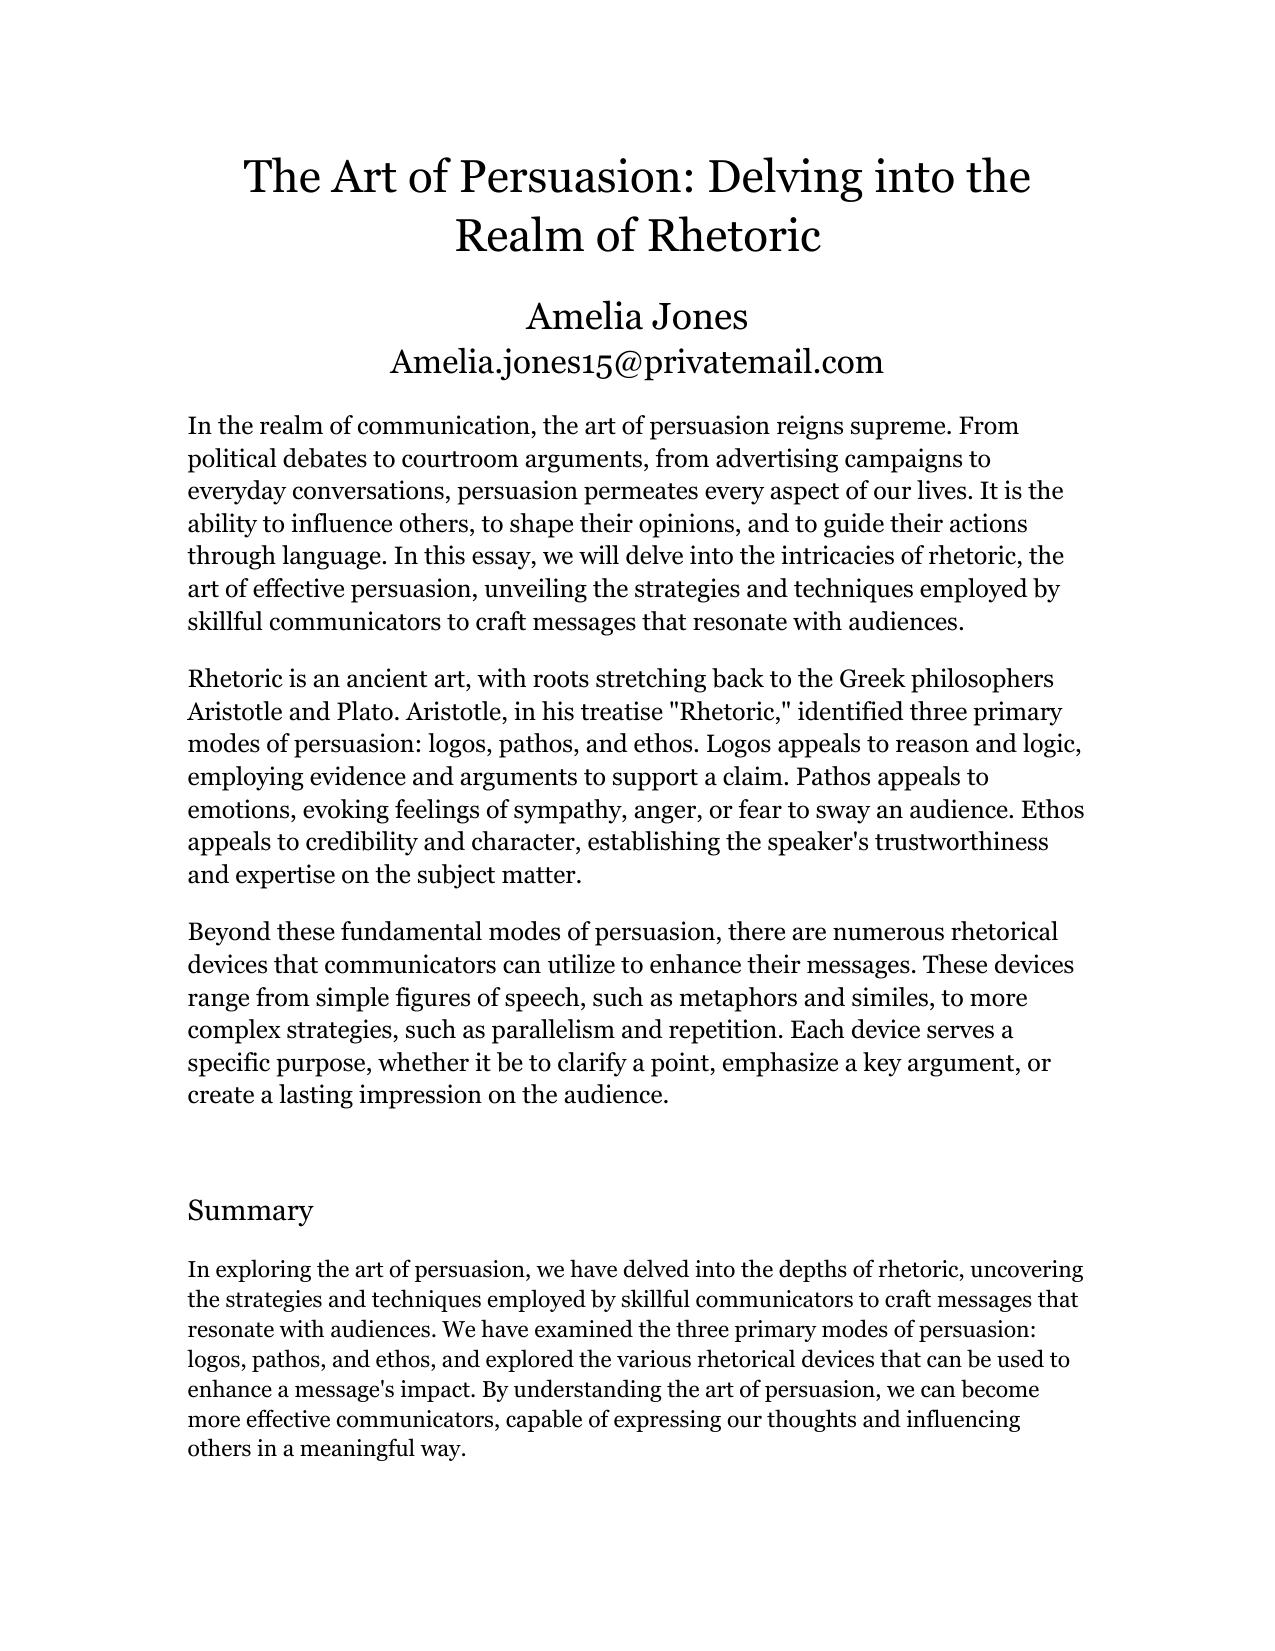 The Art of Persuasion: Delving into the
Realm of Rhetoric
Amelia Jones
Amelia.jones15@privatemail.com
In the realm of communication, the art of persuasion reigns supreme. From
political debates to courtroom arguments, from advertising campaigns to
everyday conversations, persuasion permeates every aspect of our lives. It is the
ability to influence others, to shape their opinions, and to guide their actions
through language. In this essay, we will delve into the intricacies of rhetoric, the
art of effective persuasion, unveiling the strategies and techniques employed by
skillful communicators to craft messages that resonate with audiences.
Rhetoric is an ancient art, with roots stretching back to the Greek philosophers
Aristotle and Plato. Aristotle, in his treatise "Rhetoric," identified three primary
modes of persuasion: logos, pathos, and ethos. Logos appeals to reason and logic,
employing evidence and arguments to support a claim. Pathos appeals to
emotions, evoking feelings of sympathy, anger, or fear to sway an audience. Ethos
appeals to credibility and character, establishing the speaker's trustworthiness
and expertise on the subject matter.
Beyond these fundamental modes of persuasion, there are numerous rhetorical
devices that communicators can utilize to enhance their messages. These devices
range from simple figures of speech, such as metaphors and similes, to more
complex strategies, such as parallelism and repetition. Each device serves a
specific purpose, whether it be to clarify a point, emphasize a key argument, or
create a lasting impression on the audience.
Summary
In exploring the art of persuasion, we have delved into the depths of rhetoric, uncovering
the strategies and techniques employed by skillful communicators to craft messages that
resonate with audiences. We have examined the three primary modes of persuasion:
logos, pathos, and ethos, and explored the various rhetorical devices that can be used to
enhance a message's impact. By understanding the art of persuasion, we can become
more effective communicators, capable of expressing our thoughts and influencing
others in a meaningful way.